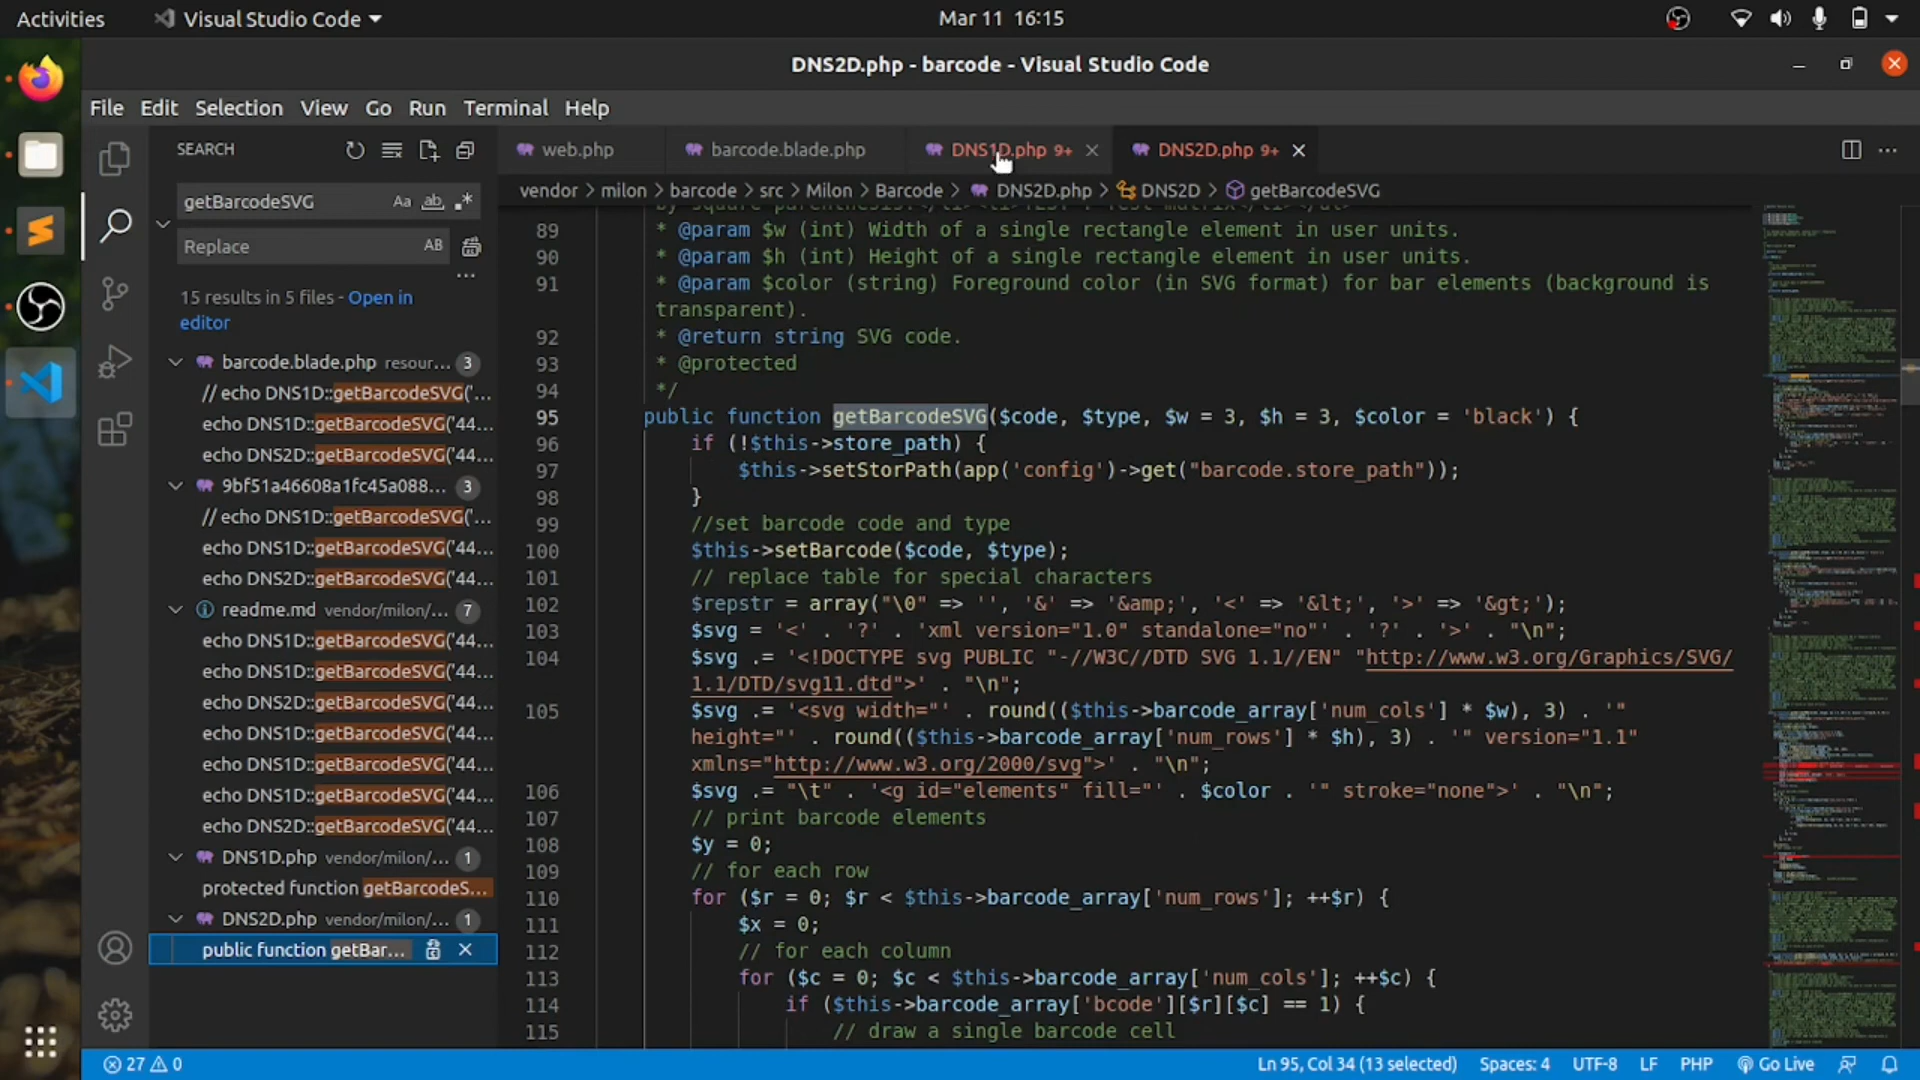 Activities
Visual Studio Code
Mar 11 16:15
DNS2D.php - barcode - Visual Studio Code
File Edit Selection View Go Run Terminal Help
SEARCH
web.php
barcode.blade.php
DNS1D.php 9+
DNS2D.php 9+
vendor > milon > barcode > src > Milon > Barcode > DNS2D.php > DNS2D > getBarcodeSVG
getBarcodeSVG
Aa ab .*
Replace
AB
...
15 results in 5 files - Open in
editor
barcode.blade.php resour... 3
// echo DNS1D::getBarcodeSVG('...
echo DNS1D::getBarcodeSVG('44...
echo DNS2D::getBarcodeSVG('44...
9bf51a46608a1fc45a088... 3
// echo DNS1D::getBarcodeSVG('...
echo DNS1D::getBarcodeSVG('44...
echo DNS2D::getBarcodeSVG('44...
readme.md vendor/milon/... 7
echo DNS1D::getBarcodeSVG('44...
echo DNS1D::getBarcodeSVG('44...
echo DNS2D::getBarcodeSVG('44...
echo DNS1D::getBarcodeSVG('44...
echo DNS1D::getBarcodeSVG('44...
echo DNS1D::getBarcodeSVG('44...
echo DNS2D::getBarcodeSVG('44...
DNS1D.php vendor/milon/... 1
protected function getBarcodeS...
DNS2D.php vendor/milon/... 1
public function getBar...
89 * @param $w (int) Width of a single rectangle element in user units.
90 * @param $h (int) Height of a single rectangle element in user units.
91 * @param $color (string) Foreground color (in SVG format) for bar elements (background is
transparent).
92 * @return string SVG code.
93 * @protected
94 */
95 public function getBarcodeSVG($code, $type, $w = 3, $h = 3, $color = 'black') {
96 if (!$this->store_path) {
97 $this->setStorPath(app('config')->get("barcode.store_path"));
98 }
99 //set barcode code and type
100 $this->setBarcode($code, $type);
101 // replace table for special characters
102 $repstr = array("\0" => '', '&' => '&amp;', '<' => '&lt;', '>' => '&gt;');
103 $svg = '<' . '?' . 'xml version="1.0" standalone="no"' . '?' . '>' . "\n";
104 $svg .= '<!DOCTYPE svg PUBLIC "-//W3C//DTD SVG 1.1//EN" "http://www.w3.org/Graphics/SVG/
1.1/DTD/svg11.dtd">' . "\n";
105 $svg .= '<svg width="' . round(($this->barcode_array['num_cols'] * $w), 3) . '"
height="' . round(($this->barcode_array['num_rows'] * $h), 3) . '" version="1.1"
xmlns="http://www.w3.org/2000/svg">' . "\n";
106 $svg .= "\t" . '<g id="elements" fill="' . $color . '" stroke="none">' . "\n";
107 // print barcode elements
108 $y = 0;
109 // for each row
110 for ($r = 0; $r < $this->barcode_array['num_rows']; ++$r) {
111 $x = 0;
112 // for each column
113 for ($c = 0; $c < $this->barcode_array['num_cols']; ++$c) {
114 if ($this->barcode_array['bcode'][$r][$c] == 1) {
115 // draw a single barcode cell
27 0
Ln 95, Col 34 (13 selected) Spaces: 4 UTF-8 LF PHP Go Live